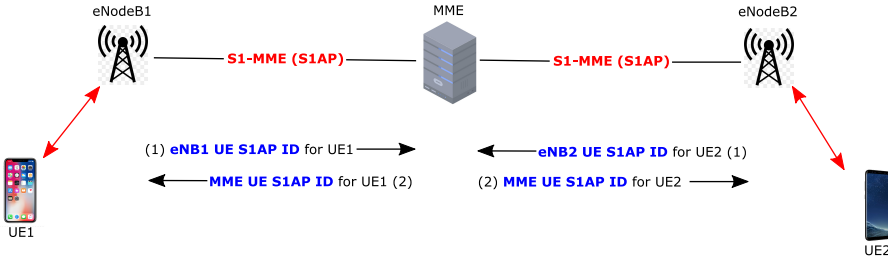 eNodeB1
MME
eNodeB2
S1-MME (S1AP)
S1-MME (S1AP)
(1) eNB1 UE S1AP ID for UE1
eNB2 UE S1AP ID for UE2 (1)
MME UE S1AP ID for UE1 (2)
(2) MME UE S1AP ID for UE2
UE1
UE2